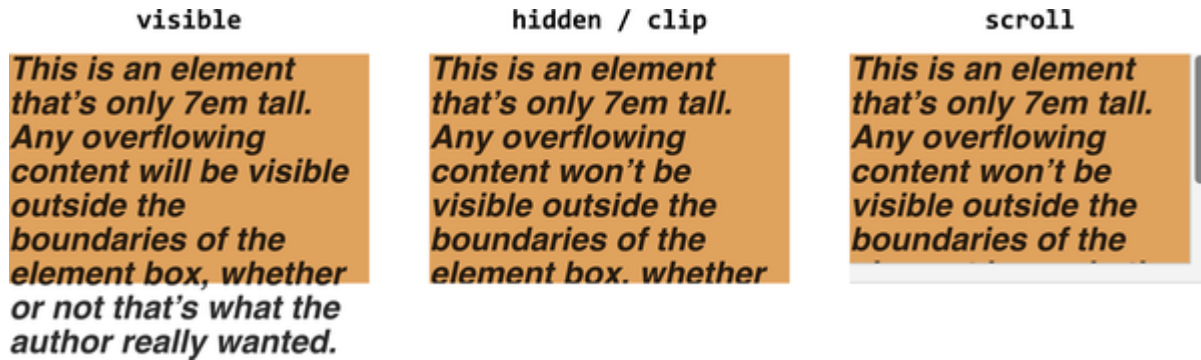 visible
This is an element
that’s only 7em tall.
Any overflowing
content will be visible
outside the
boundaries of the
element box, whether
or not that’s what the
author really wanted.
hidden / clip
This is an element
that’s only 7em tall.
Any overflowing
content won’t be
visible outside the
boundaries of the
element box, whether
scroll
This is an element
that’s only 7em tall.
Any overflowing
content won’t be
visible outside the
boundaries of the